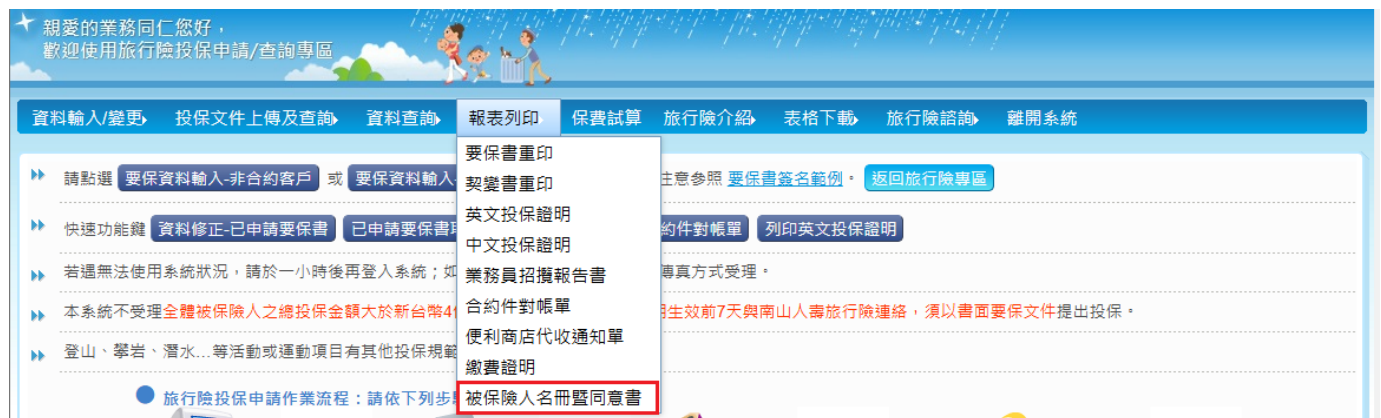 親愛的業務同仁您好，
歡迎使用旅行險投保申請/查詢專區
資料輸入/變更 投保文件上傳及查詢 資料查詢 報表列印 保費試算 旅行險介紹 表格下載 旅行險諮詢 離開系統
要保書重印
契變書重印
英文投保證明
中文投保證明
業務員招攬報告書
合約件對帳單
便利商店代收通知單
繳費證明
被保險人名冊暨同意書
請點選 要保資料輸入-非合約客戶 或 要保資料輸入 注意參照 要保書簽名範例。 返回旅行險專區
快速功能鍵 資料修正-已申請要保書 已申請要保書 約件對帳單 列印英文投保證明
若遇無法使用系統狀況，請於一小時後再登入系統；如 傳真方式受理。
本系統不受理全體被保險人之總投保金額大於新台幣4 生效前7天與南山人壽旅行險連絡，須以書面要保文件提出投保。
登山、攀岩、潛水...等活動或運動項目有其他投保規範
旅行險投保申請作業流程：請依下列步